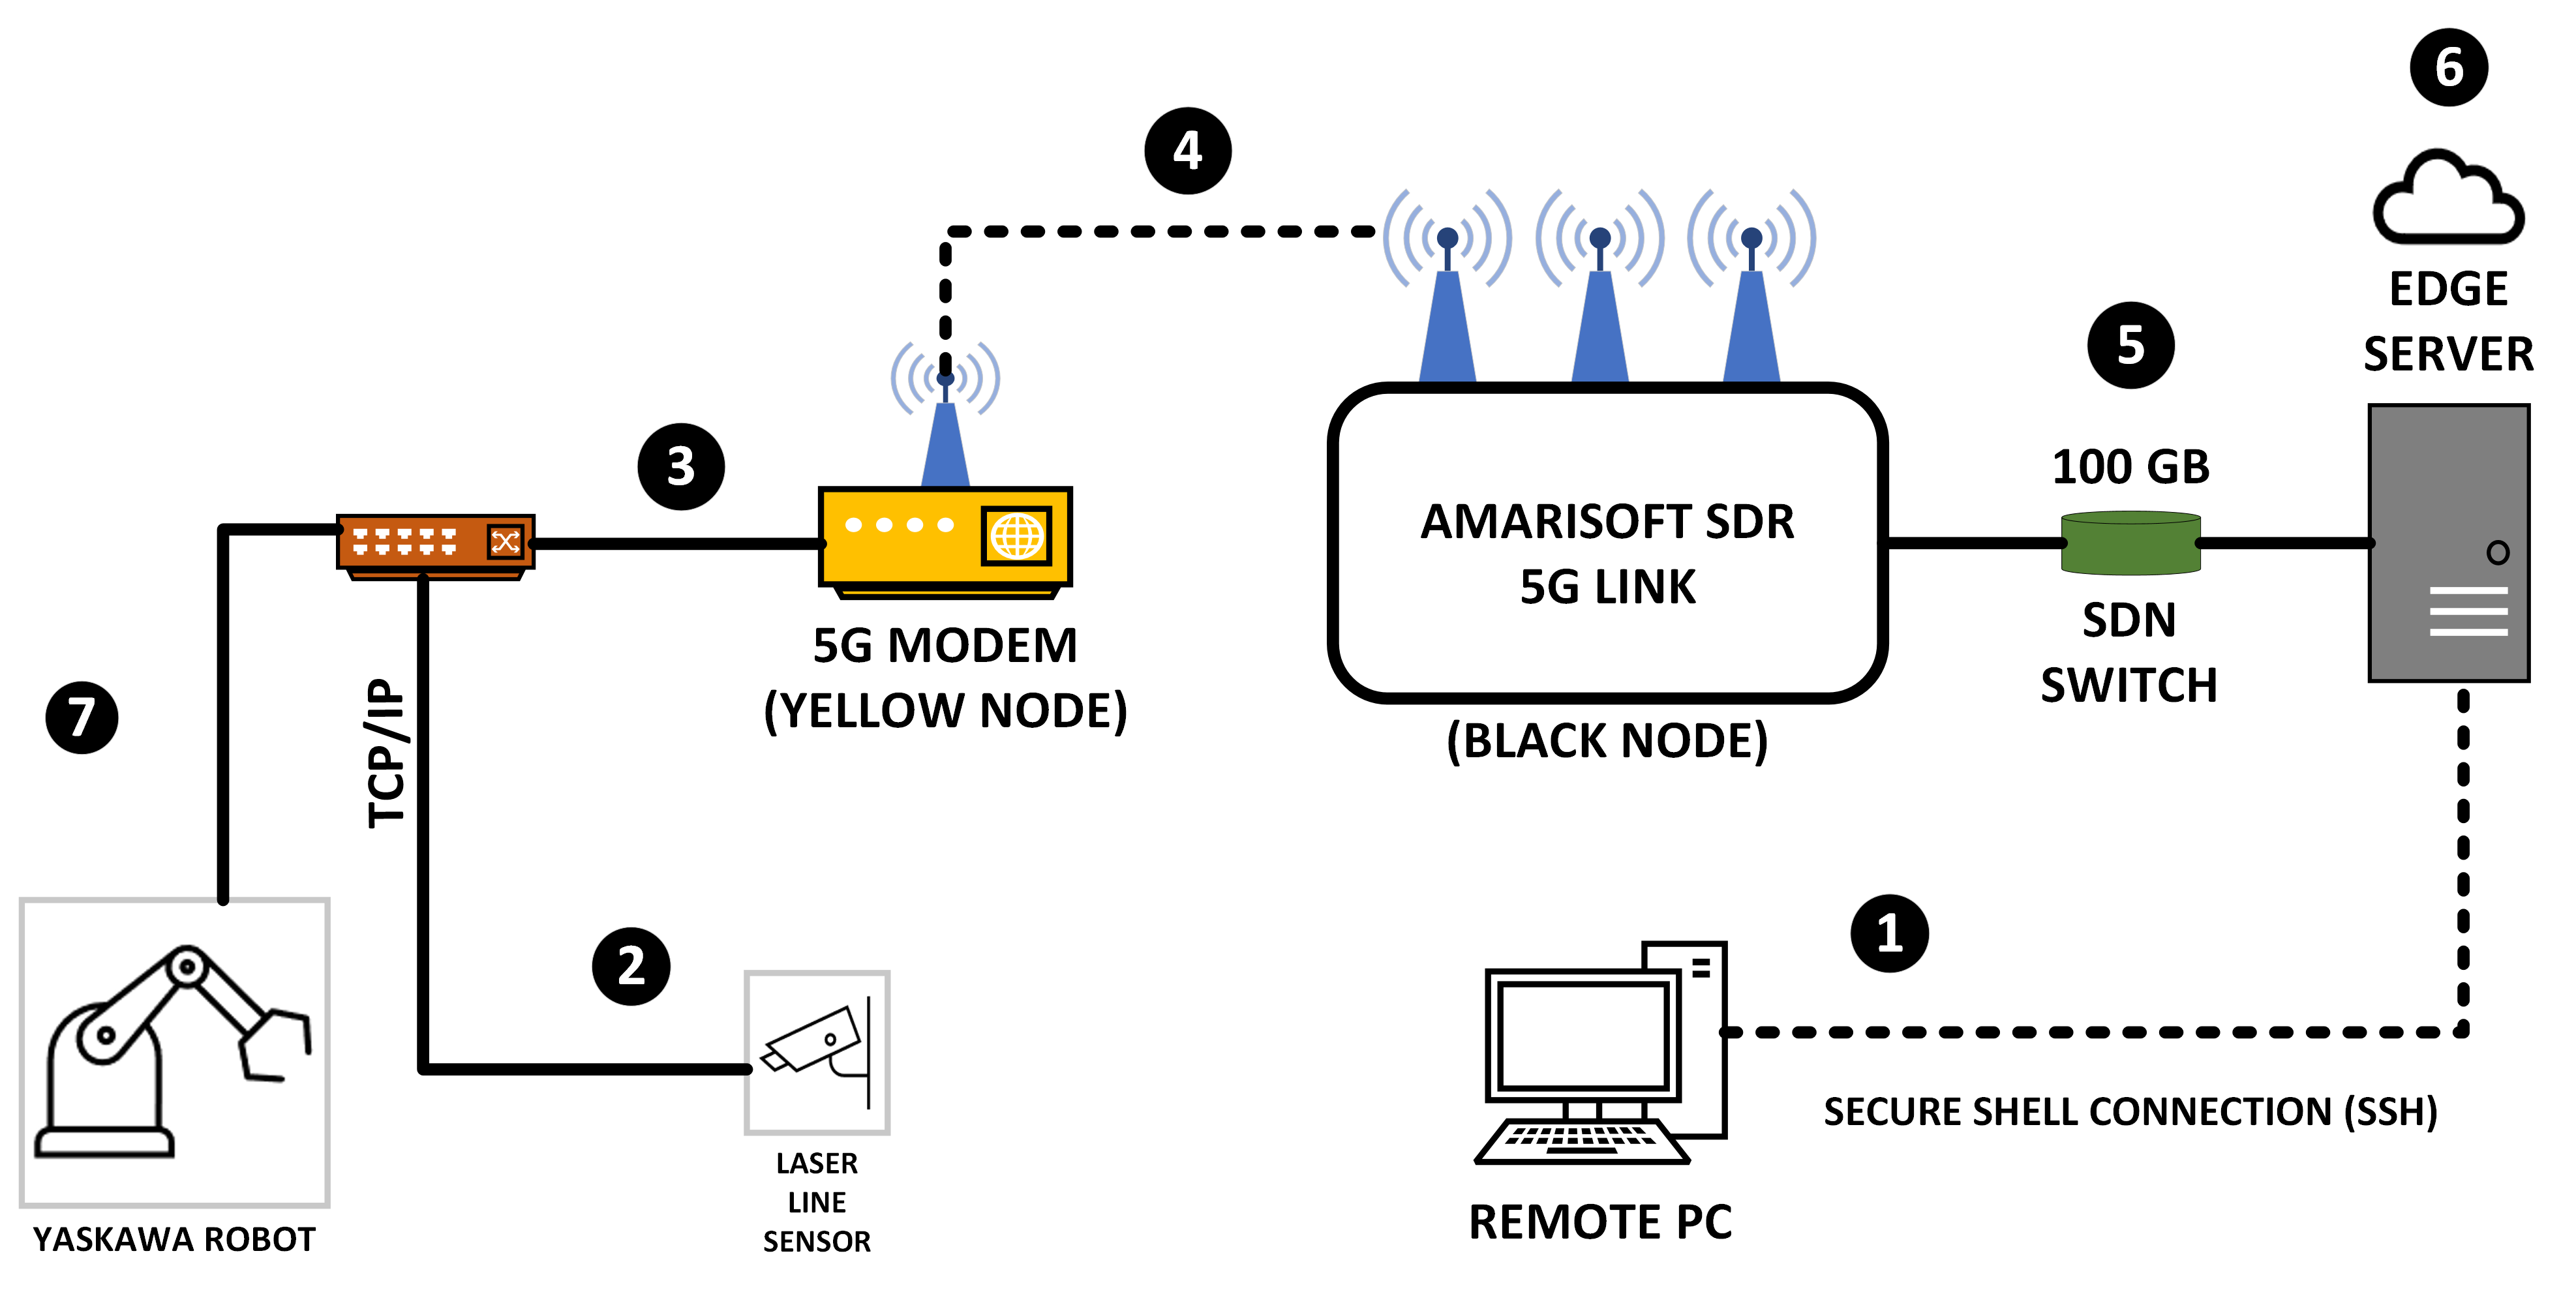 6
EDGE
SERVER
4
5
100 GB
SDN
SWITCH
3
5G MODEM
(YELLOW NODE)
AMARISOFT SDR
5G LINK
(BLACK NODE)
7
TCP/IP
2
LASER
LINE
SENSOR
YASKAWA ROBOT
1
SECURE SHELL CONNECTION (SSH)
REMOTE PC